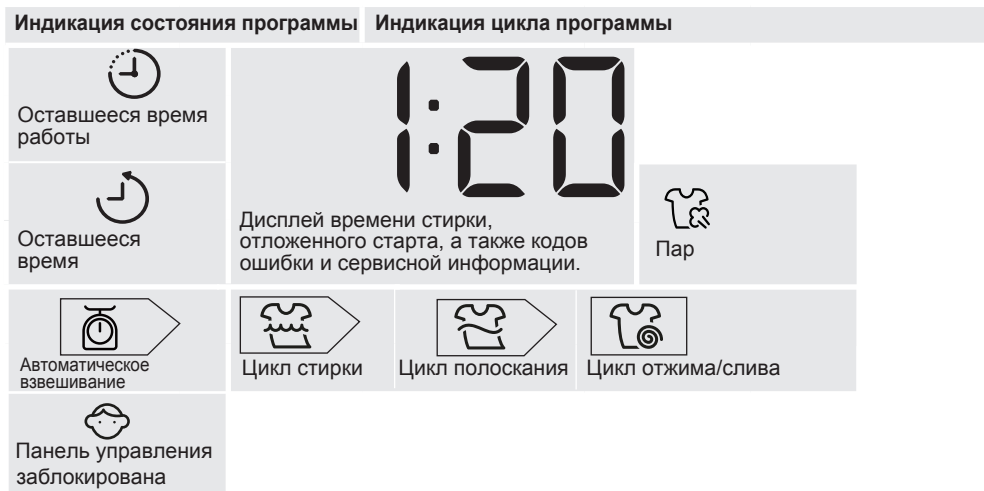 Индикация состояния программы
Индикация цикла программы
Оставшееся время
работы
1:20
Оставшееся
время
Дисплей времени стирки,
отложенного старта, а также кодов
ошибки и сервисной информации.
Пар
Автоматическое
взвешивание
Цикл стирки
Цикл полоскания
Цикл отжима/слива
Панель управления
заблокирована